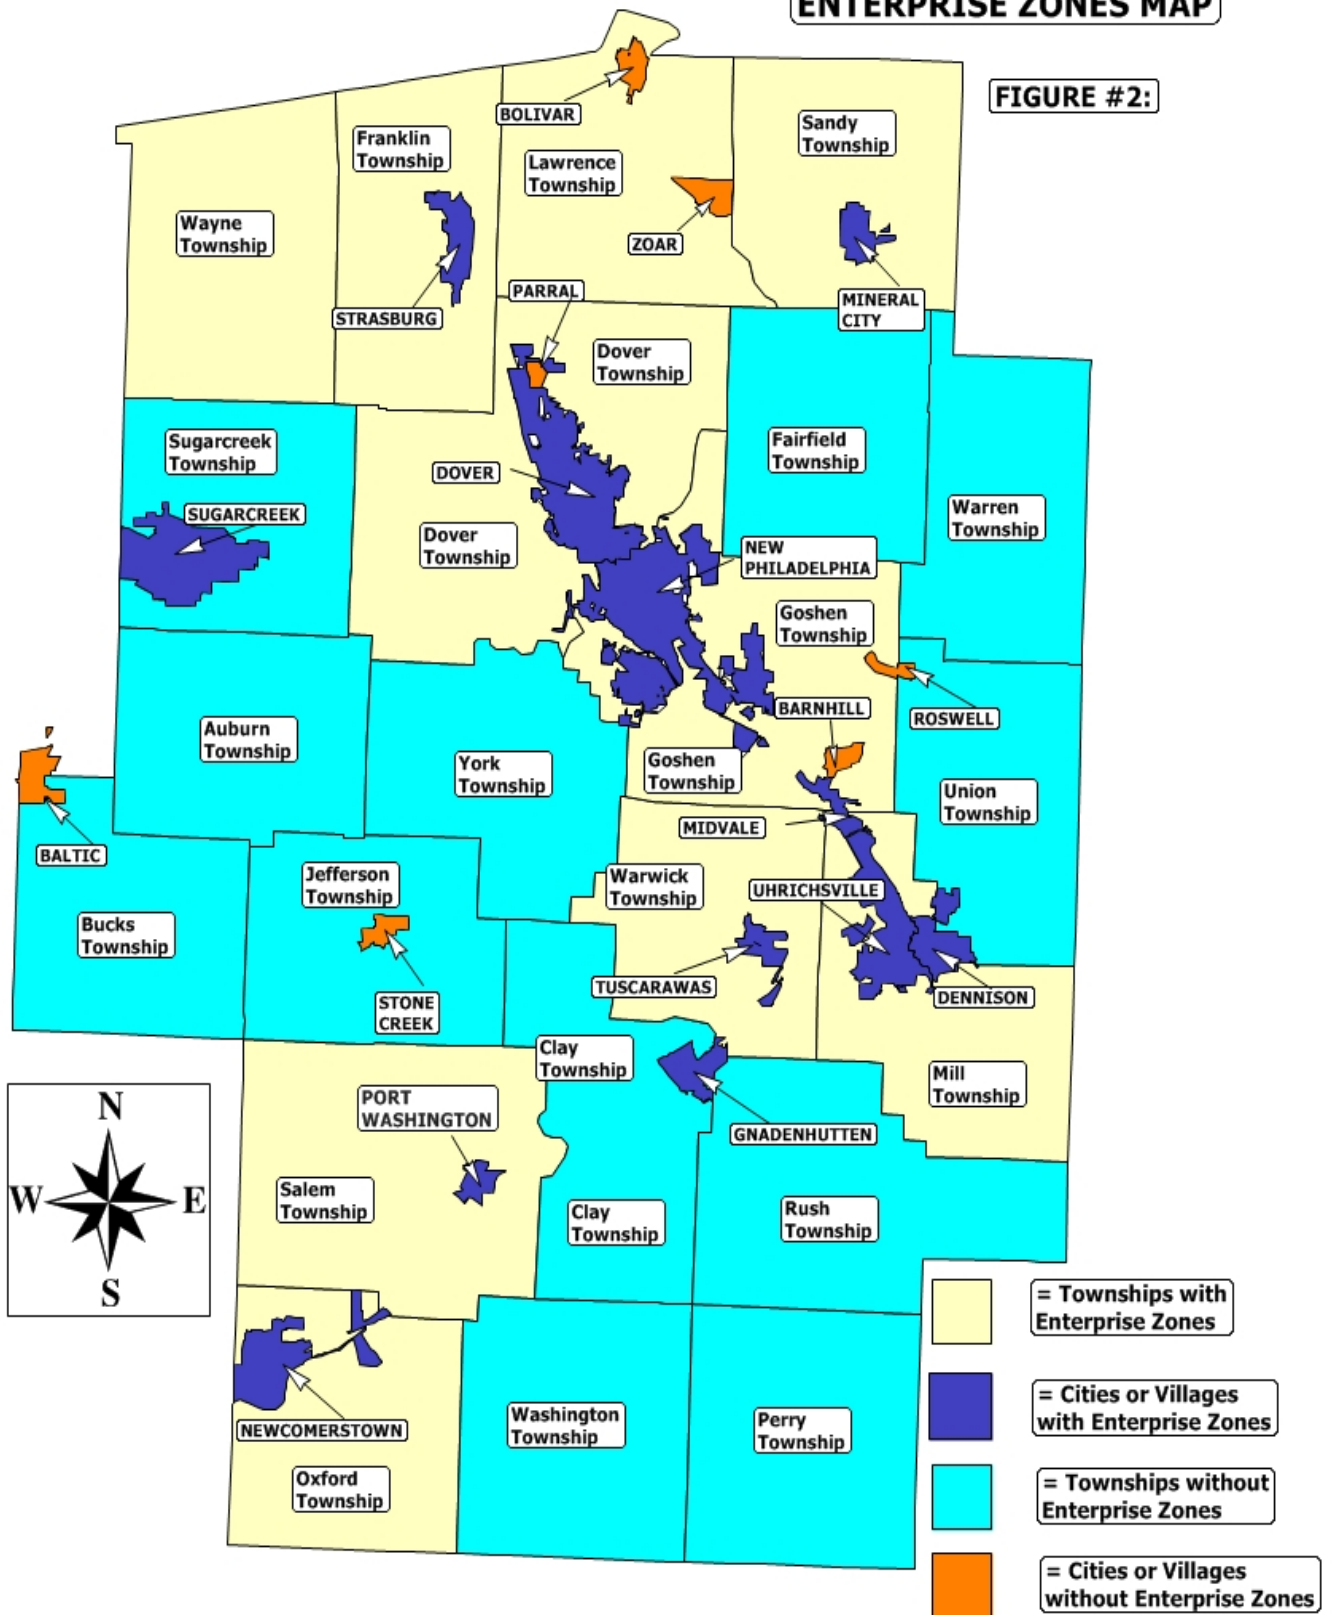 ENTERPRISE ZONES MAP
FIGURE #2:
BOLIVAR
Sandy
Township
Franklin
Township
Lawrence
Township
Wayne
Township
ZOAR
PARRAL
MINERAL
CITY
STRASBURG
Dover
Township
Sugarcreek
Township
Fairfield
Township
DOVER
SUGARCREEK
Warren
Township
Dover
Township
NEW
PHILADELPHIA
Goshen
Township
BARNHILL
ROSWELL
Auburn
Township
York
Township
Goshen
Township
Union
Township
MIDVALE
BALTIC
Jefferson
Township
Warwick
Township
UHRICHSVILLE
Bucks
Township
TUSCARAWAS
DENNISON
STONE
CREEK
Clay
Township
Mill
Township
PORT
WASHINGTON
GNADENHUTTEN
N
W
E
S
Salem
Township
Clay
Township
Rush
Township
NEWCOMERSTOWN
Washington
Township
Perry
Township
Oxford
Township
= Townships with
Enterprise Zones
= Cities or Villages
with Enterprise Zones
= Townships without
Enterprise Zones
= Cities or Villages
without Enterprise Zones